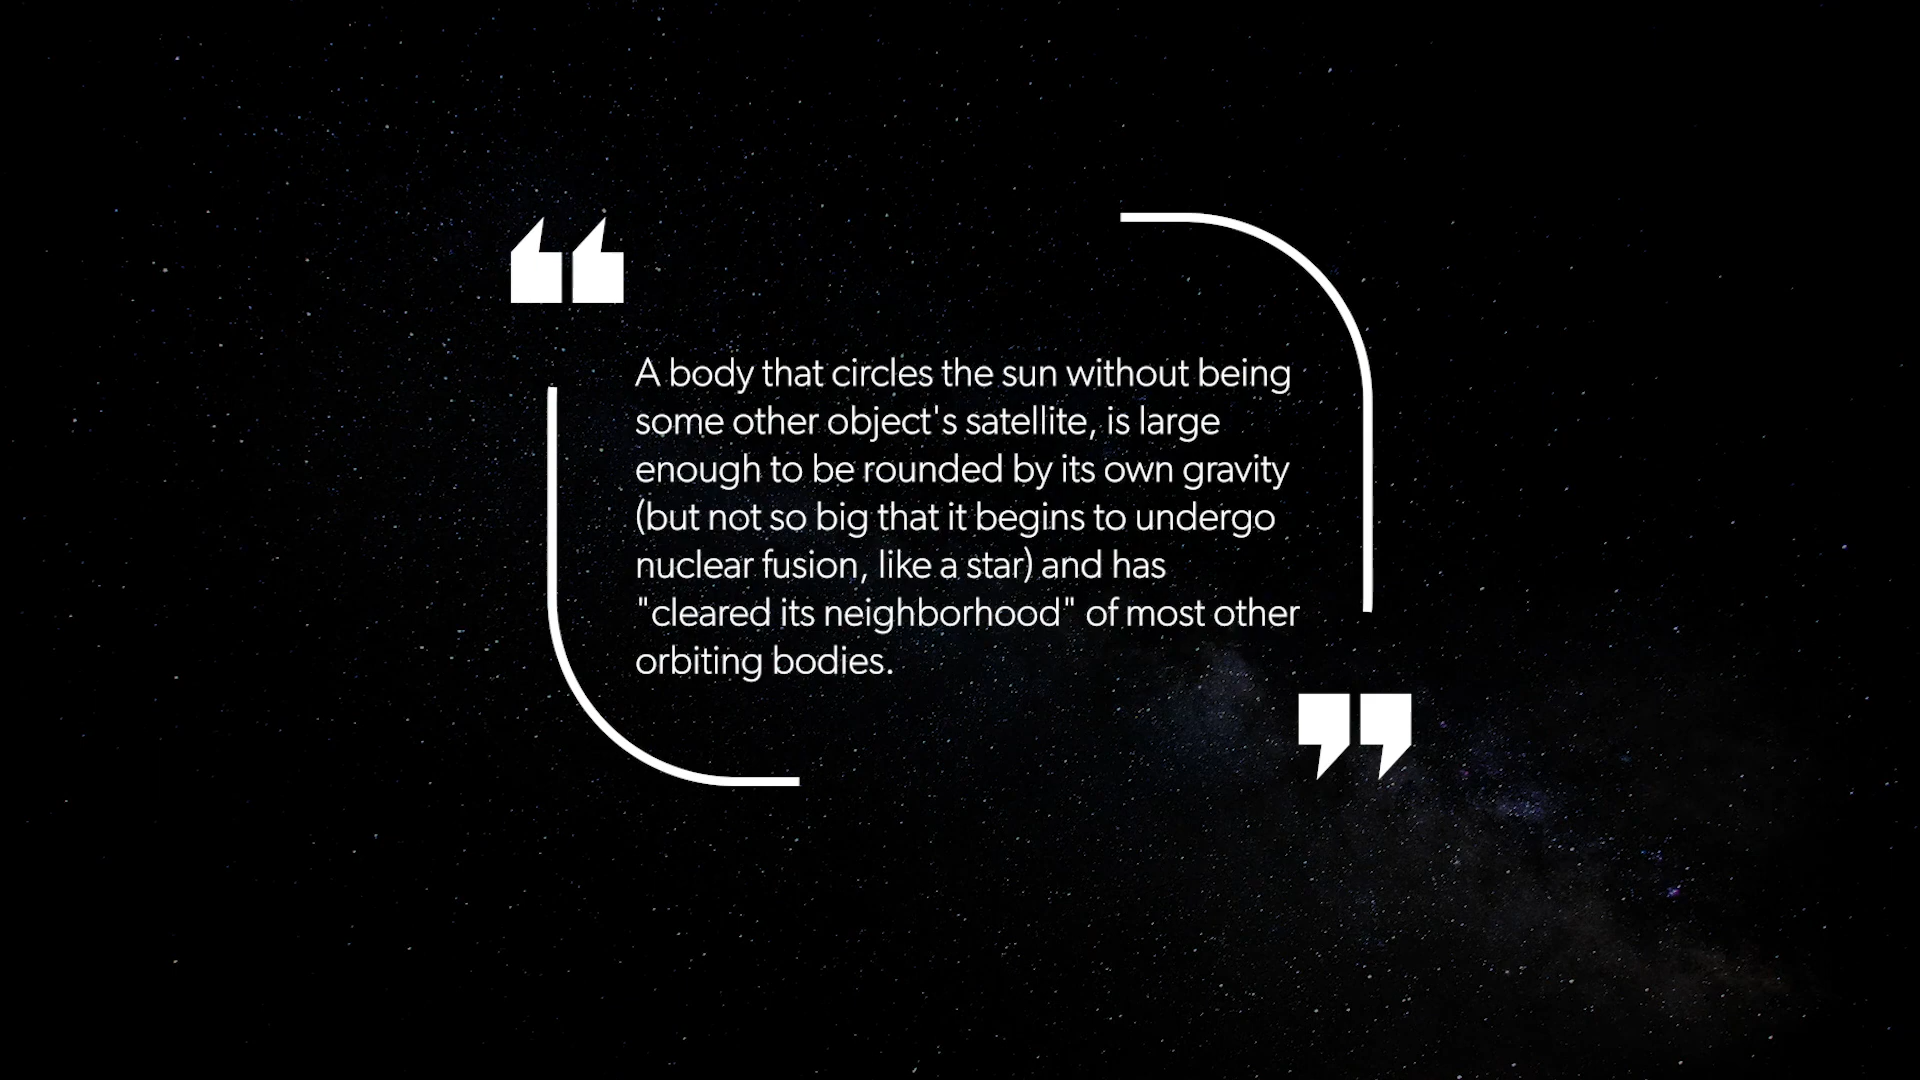 A body that circles the sun without being
some other object's satellite, is large
enough to be rounded by its own gravity
(but not so big that it begins to undergo
nuclear fusion, like a star) and has
"cleared its neighborhood" of most other
orbiting bodies.